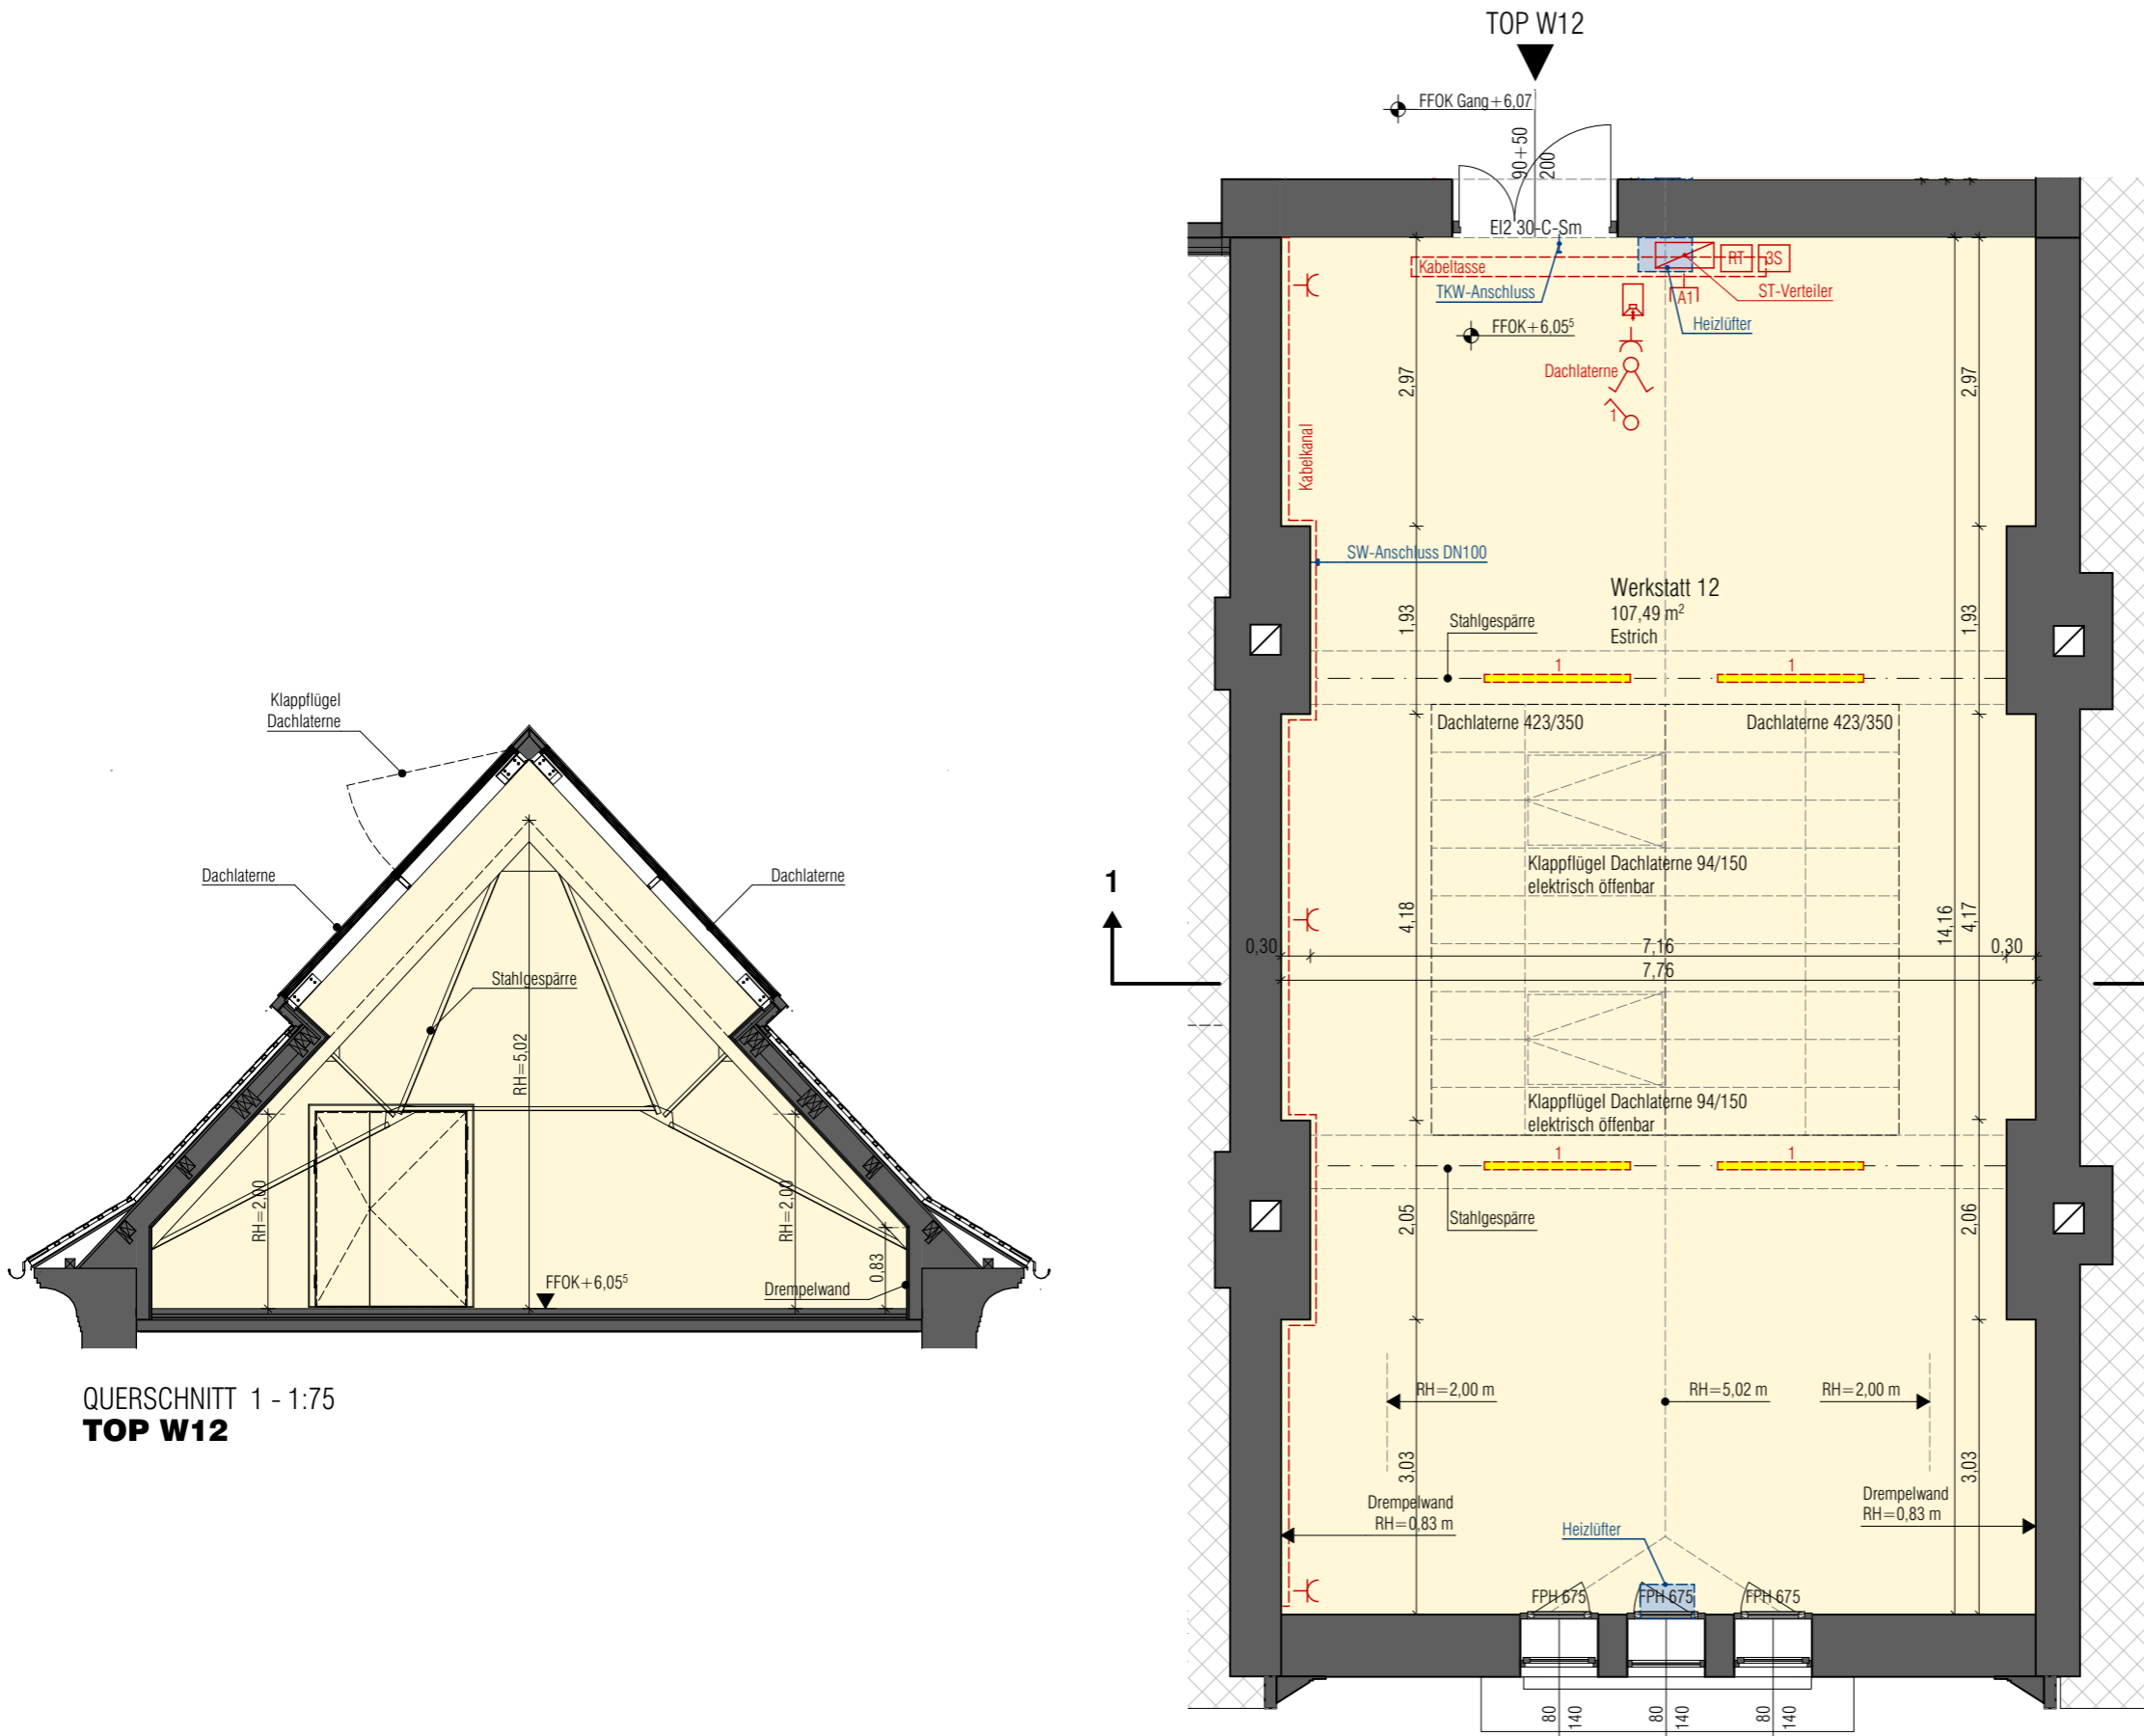 TOP W12
FFOK Gang+6,07
90+50
200
EI2 30-C-Sm
Kabeltasse
RT
3S
TKW-Anschluss
A1
ST-Verteiler
Heizlüfter
FFOK+6,05⁵
Dachlaterne
1
2,97
2,97
Kabelkanal
SW-Anschluss DN100
Werkstatt 12
107,49 m²
Estrich
1,93
1,93
Stahlgespärre
1
1
Dachlaterne 423/350
Dachlaterne 423/350
Klappflügel Dachlaterne 94/150
elektrisch öffenbar
1
4,18
14,16
4,17
0,30
7,16
0,30
7,76
Klappflügel Dachlaterne 94/150
elektrisch öffenbar
1
1
Stahlgespärre
2,05
2,06
RH=2,00 m
RH=5,02 m
RH=2,00 m
3,03
3,03
Drempelwand
RH=0,83 m
Drempelwand
RH=0,83 m
Heizlüfter
FPH 675
FPH 675
FPH 675
80
140
80
140
80
140
Klappflügel
Dachlaterne
Dachlaterne
Dachlaterne
Stahlgespärre
RH=5,02
RH=2,00
RH=2,00
0,83
FFOK+6,05⁵
Drempelwand
QUERSCHNITT 1 - 1:75
TOP W12